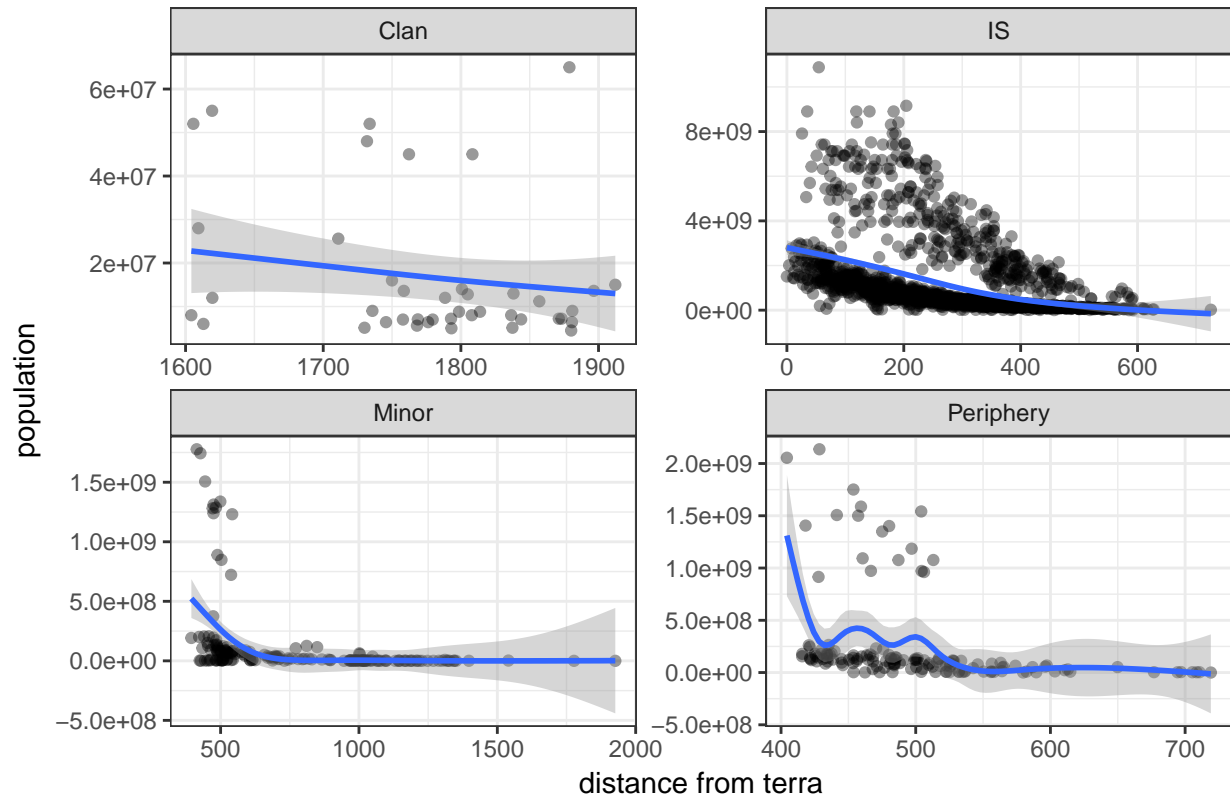 Clan
IS
6e+07
4e+07
2e+07
8e+09
4e+09
0e+00
1600 1700 1800 1900
0 200 400 600
population
Minor
Periphery
1.5e+09
1.0e+09
5.0e+08
0.0e+00
−5.0e+08
2.0e+09
1.5e+09
1.0e+09
5.0e+08
0.0e+00
−5.0e+08
500 1000 1500 2000
400 500 600 700
distance from terra